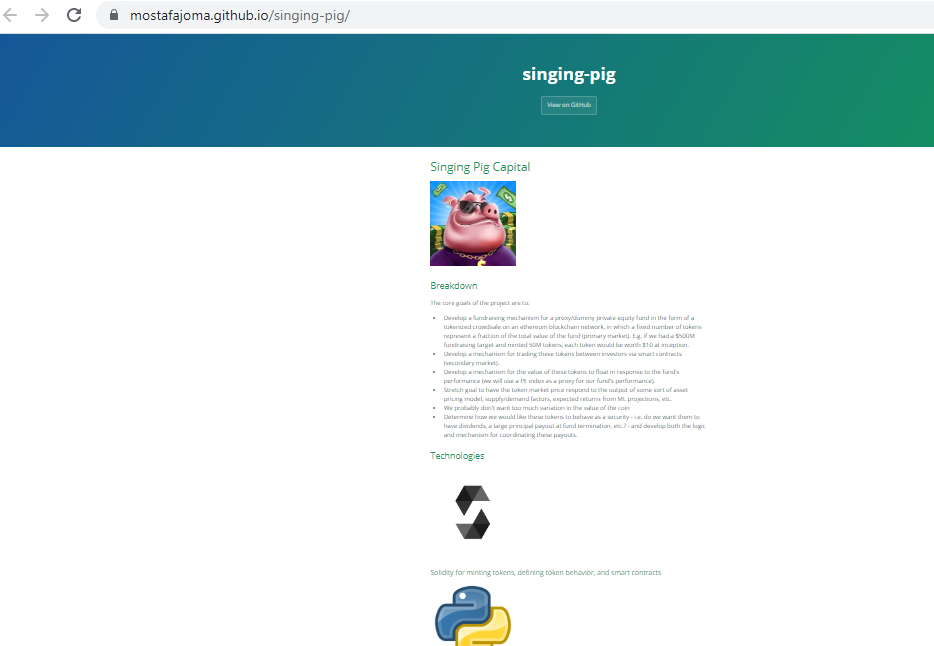 mostafajoma.github.io/singing-pig/
singing-pig
View on GitHub
Singing Pig Capital
Breakdown
The core goals of the project are to:
Develop a fundraising mechanism for a proxy/dummy private equity fund in the form of a
tokenized crowdsale on an ethereum blockchain network, in which a fixed number of tokens
represent a fraction of the total value of the fund (primary market). E.g. if we had a $500M
fundraising target and minted 50M tokens, each token would be worth $10 at inception.
Develop a mechanism for trading these tokens between investors via smart contracts
(secondary market).
Develop a mechanism for the value of these tokens to float in response to the fund's
performance (we will use a PE index as a proxy for our fund's performance).
Stretch goal to have the token market price respond to the output of some sort of asset
pricing model, supply/demand factors, expected returns from ML projections, etc.
We probably don't want too much variation in the value of the coin
Determine how we would like these tokens to behave as a security - i.e. do we want them to
have dividends, a large principal payout at fund termination, etc.? - and develop both the logic
and mechanism for coordinating these payouts.
Technologies
Solidity for minting tokens, defining token behavior, and smart contracts